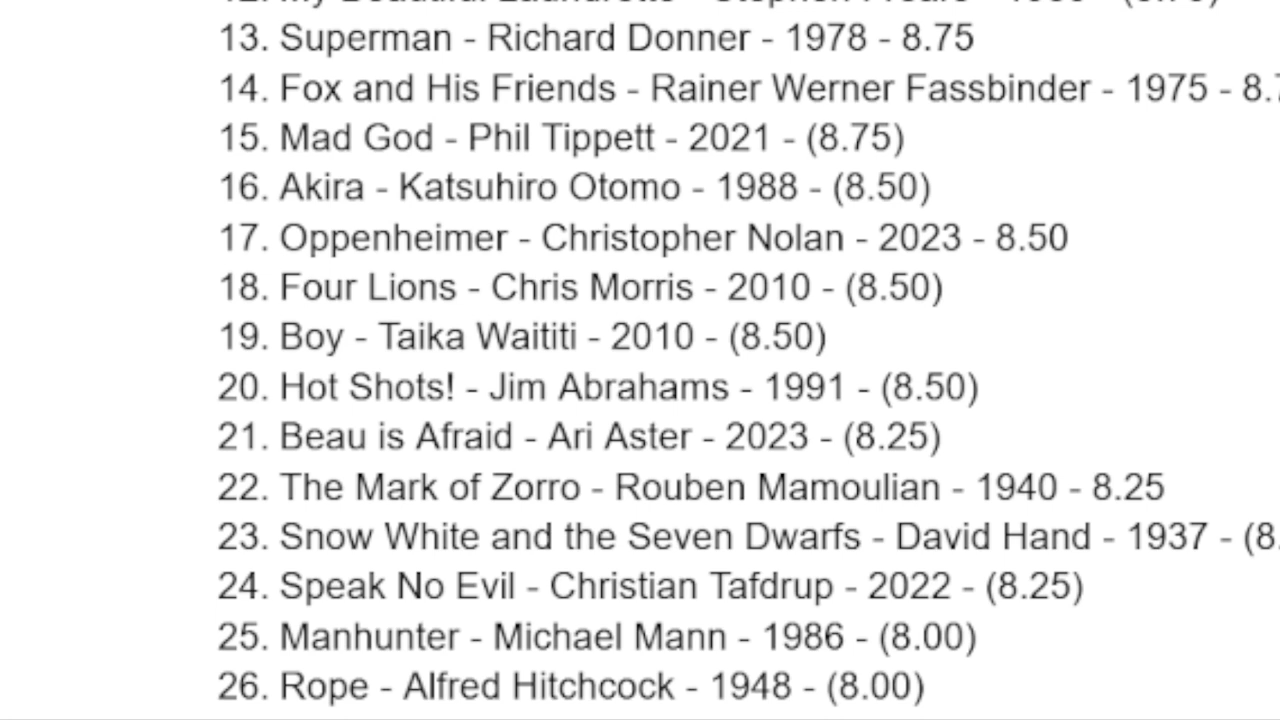 13. Superman - Richard Donner - 1978 - 8.75
14. Fox and His Friends - Rainer Werner Fassbinder - 1975 - 8.
15. Mad God - Phil Tippett - 2021 - (8.75)
16. Akira - Katsuhiro Otomo - 1988 - (8.50)
17. Oppenheimer - Christopher Nolan - 2023 - 8.50
18. Four Lions - Chris Morris - 2010 - (8.50)
19. Boy - Taika Waititi - 2010 - (8.50)
20. Hot Shots! - Jim Abrahams - 1991 - (8.50)
21. Beau is Afraid - Ari Aster - 2023 - (8.25)
22. The Mark of Zorro - Rouben Mamoulian - 1940 - 8.25
23. Snow White and the Seven Dwarfs - David Hand - 1937 - (8.
24. Speak No Evil - Christian Tafdrup - 2022 - (8.25)
25. Manhunter - Michael Mann - 1986 - (8.00)
26. Rope - Alfred Hitchcock - 1948 - (8.00)